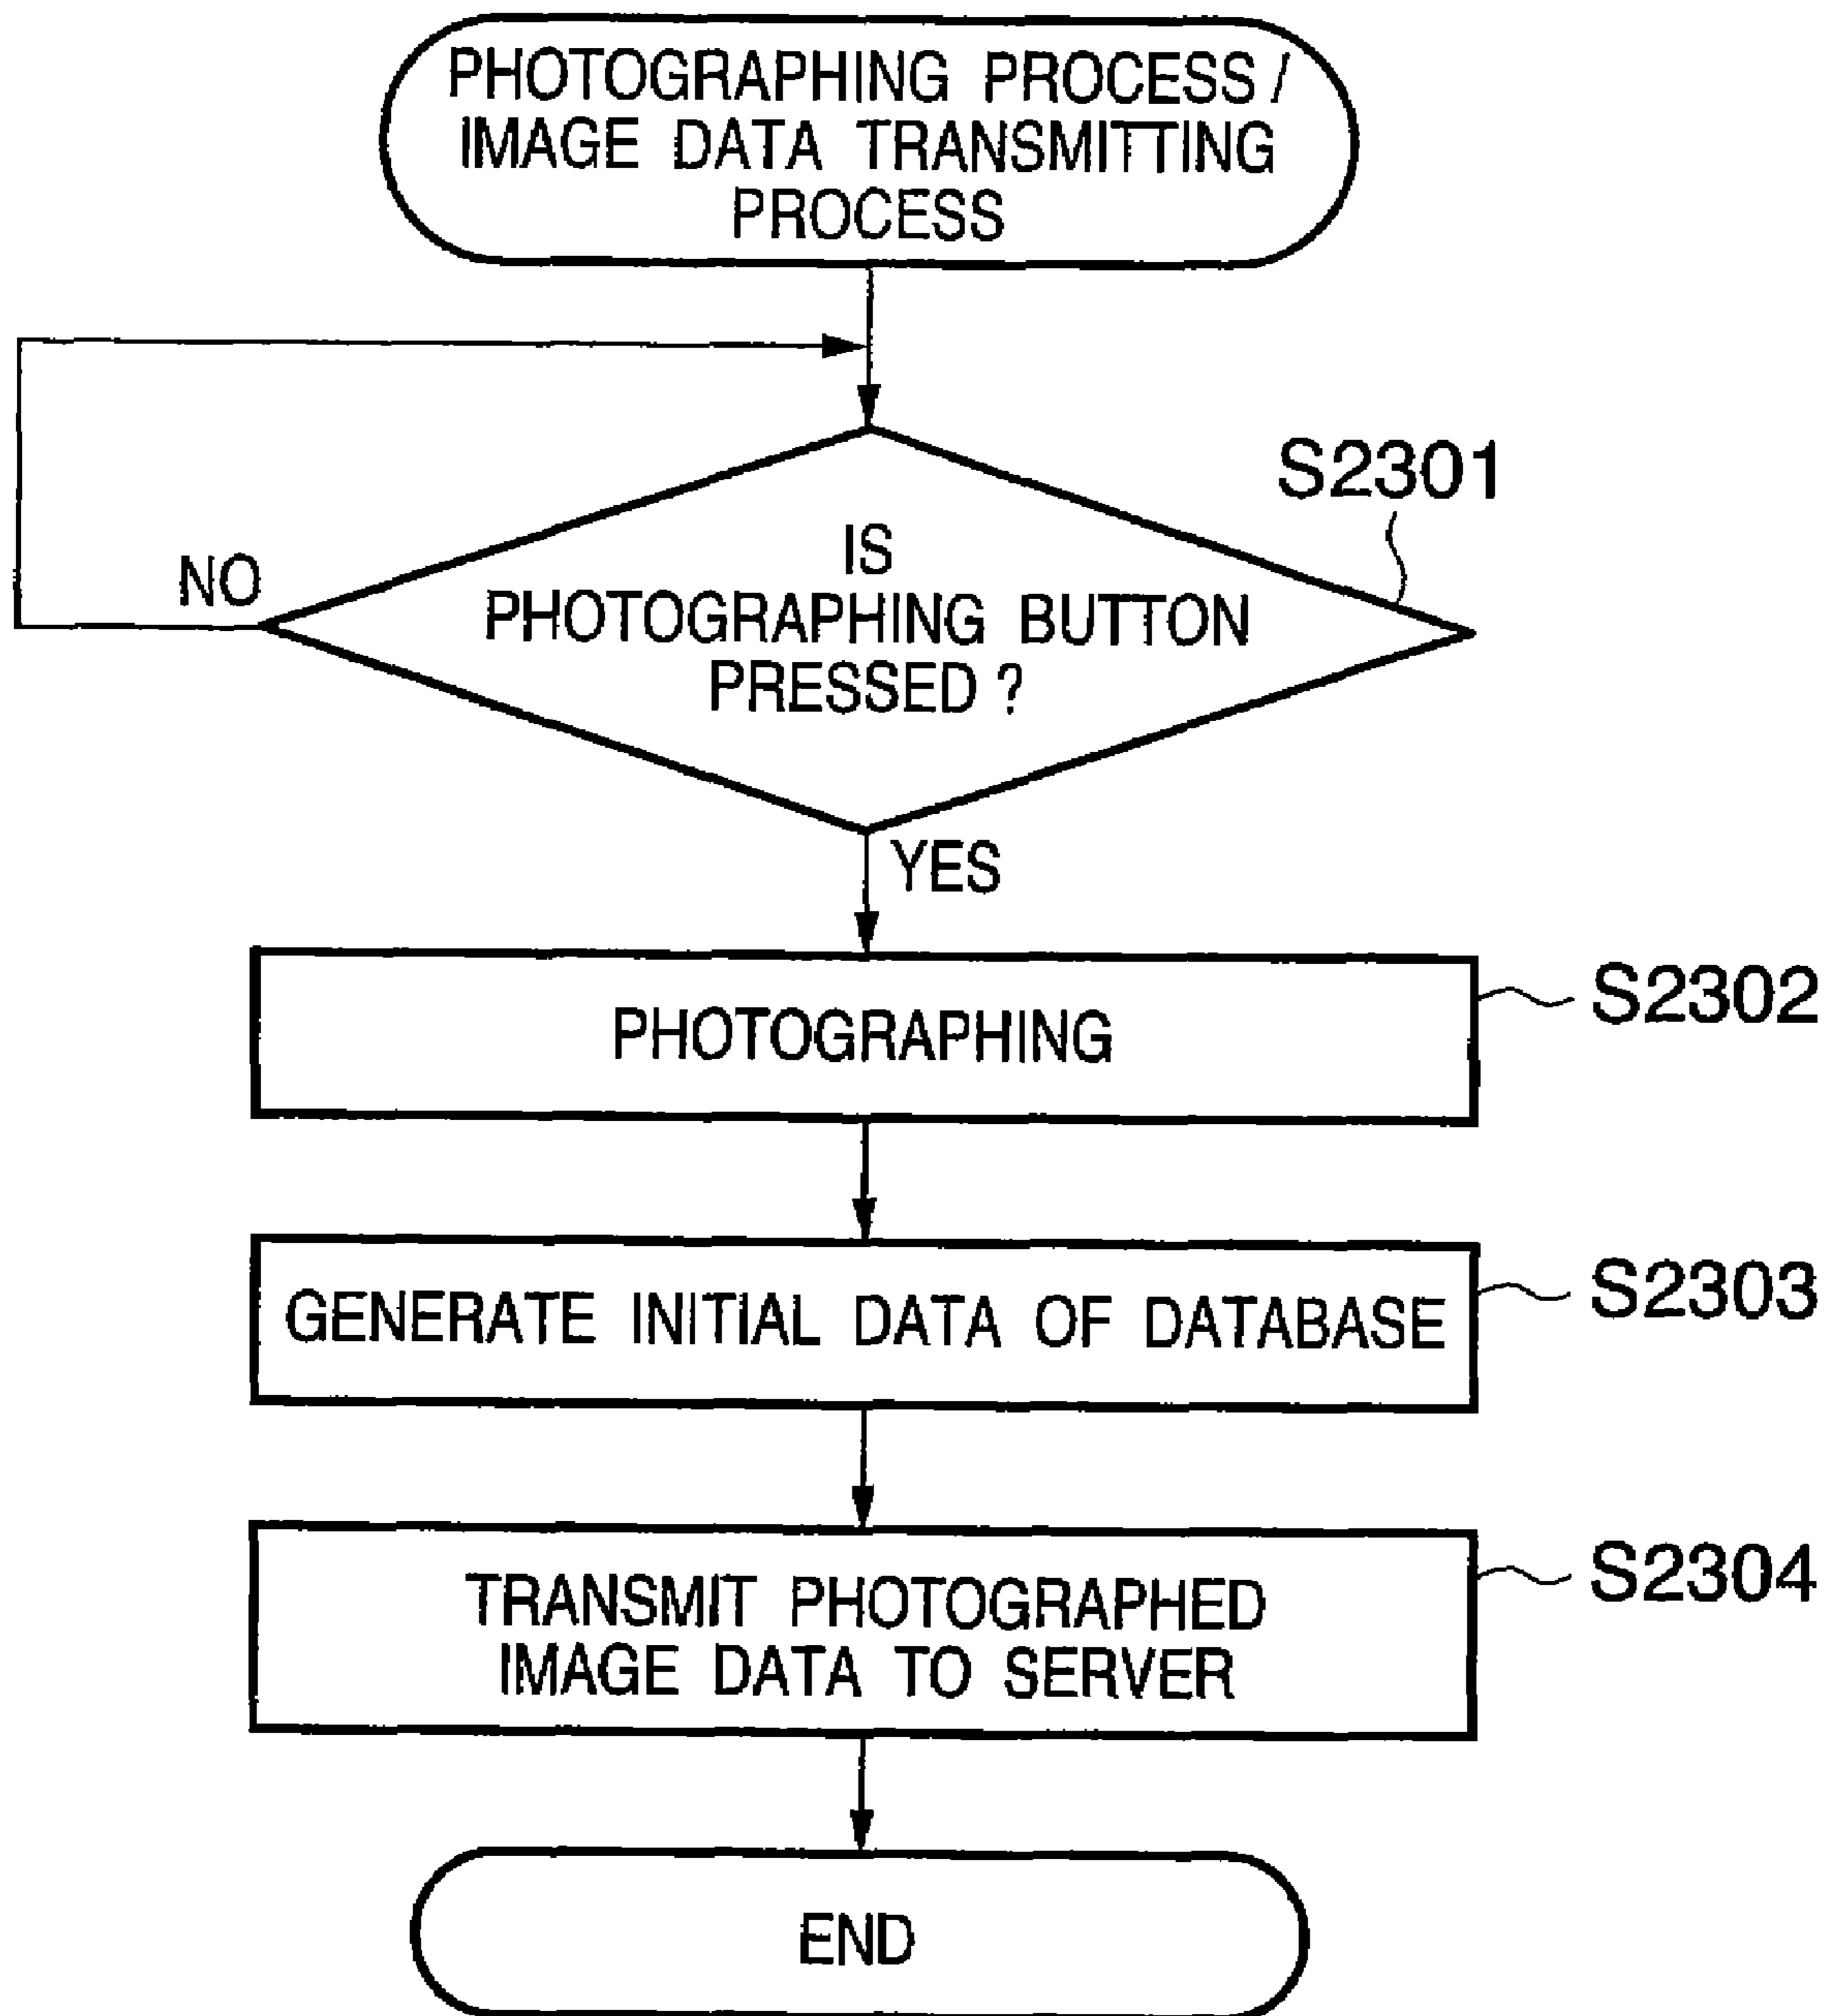 PHOTOGRAPHING PROCESS /
IMAGE DATA TRANSMITTING
PROCESS
S2301
NO
IS
PHOTOGRAPHING BUTTON
PRESSED ?
YES
S2302
PHOTOGRAPHING
S2303
GENERATE INITIAL DATA OF DATABASE
S2304
TRANSMIT PHOTOGRAPHED
IMAGE DATA TO SERVER
END